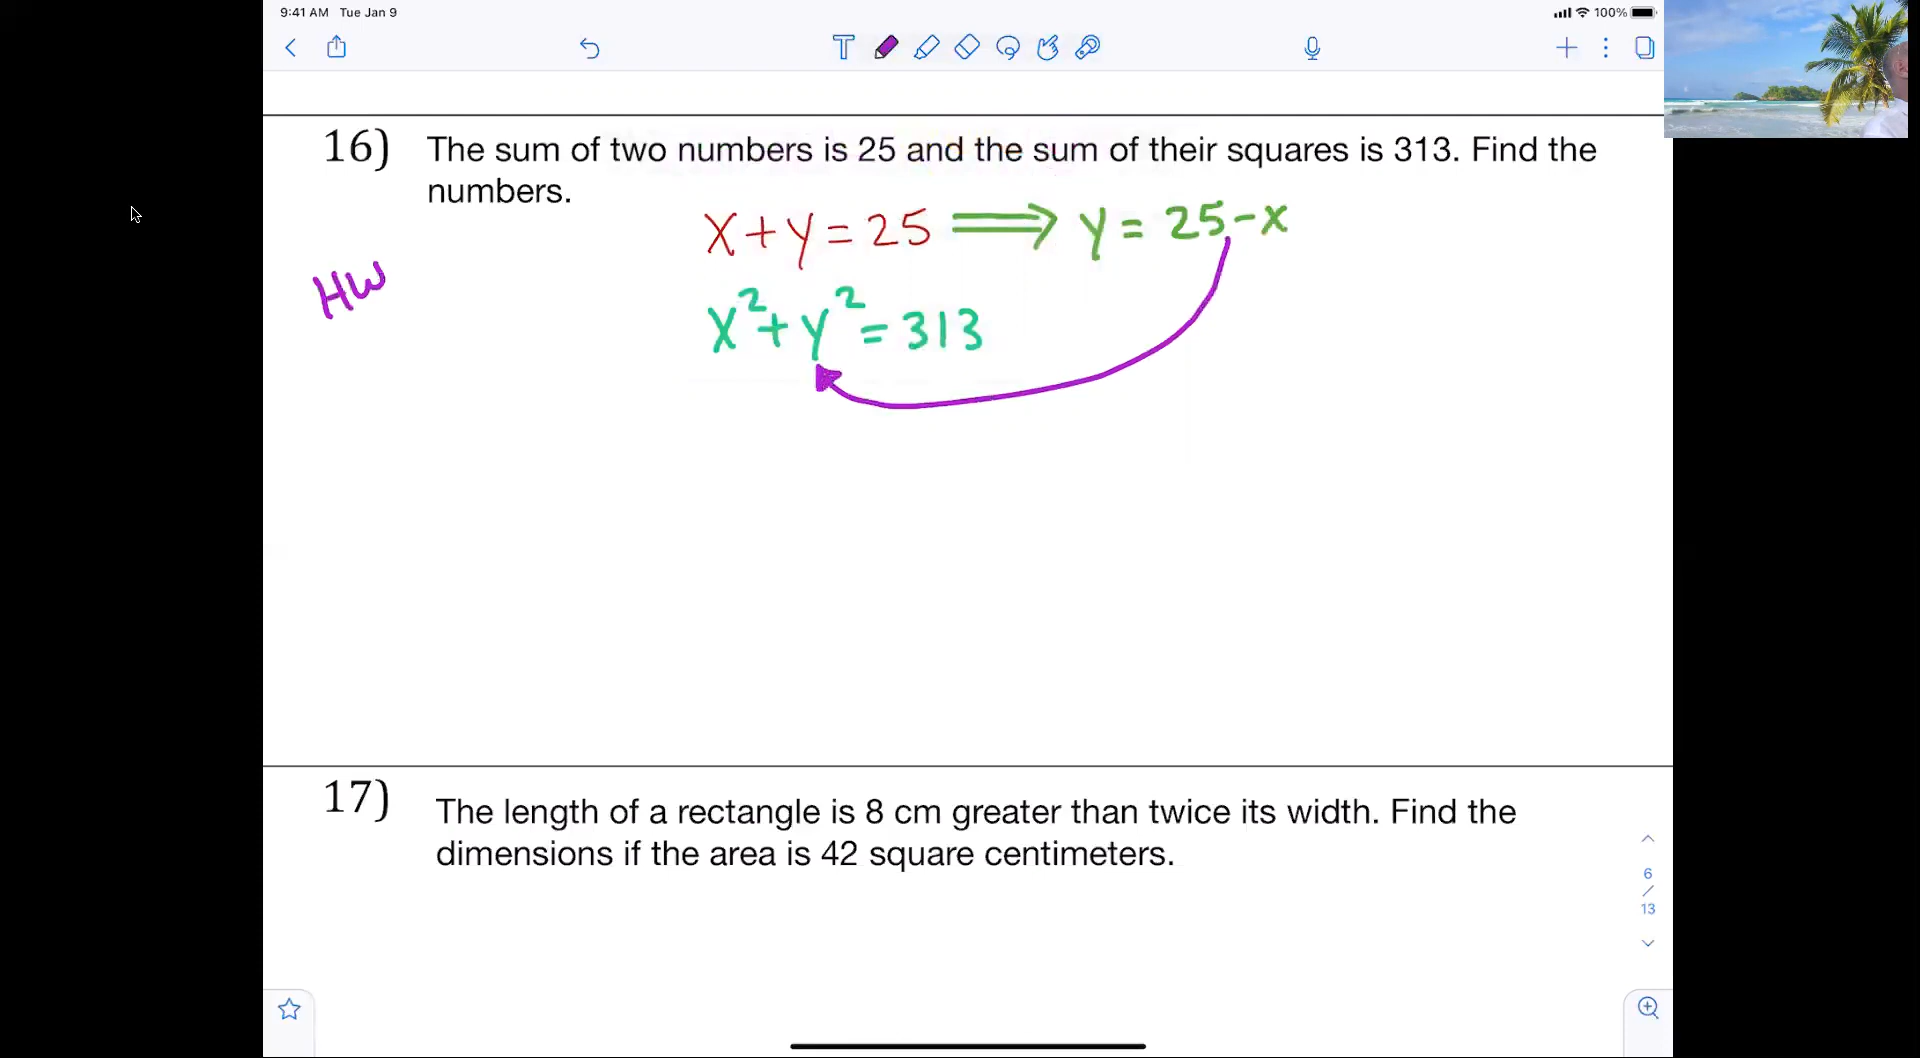 9:41 AM Tue Jan 9
100%
T
16) The sum of two numbers is 25 and the sum of their squares is 313. Find the
numbers.
x+y=25 ⟹ y = 25-x
HW
x²+y²=313
17) The length of a rectangle is 8 cm greater than twice its width. Find the
dimensions if the area is 42 square centimeters.
6
/
13